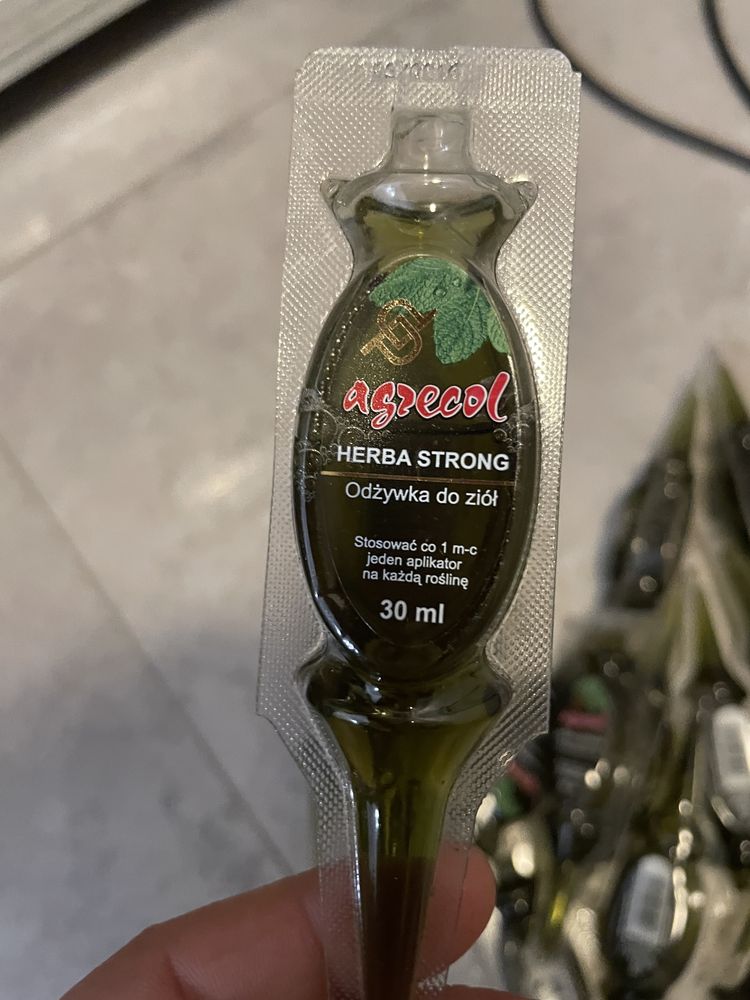 agrecol
HERBA STRONG
Odżywka do ziół
Stosować co 1 m-c
jeden aplikator
na każdą roślinę
30 ml